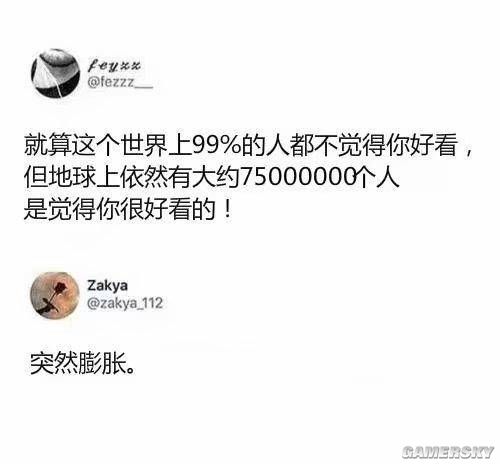 feyzz
@fezzz__
就算这个世界上99%的人都不觉得你好看，
但地球上依然有大约75000000个人
是觉得你很好看的！
Zakya
@zakya_112
突然膨胀。
GAMERSKY